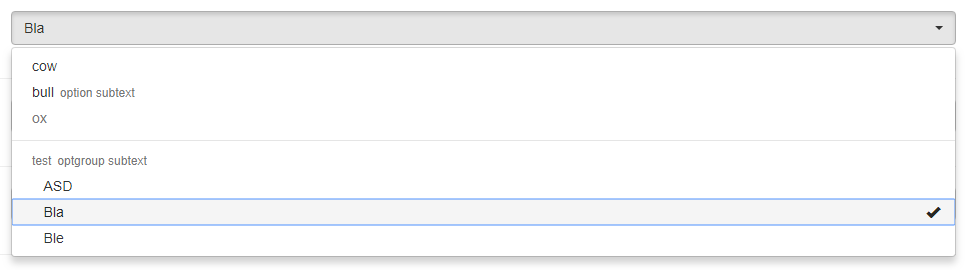 Bla
cow
bull option subtext
ox
test optgroup subtext
ASD
Bla
Ble